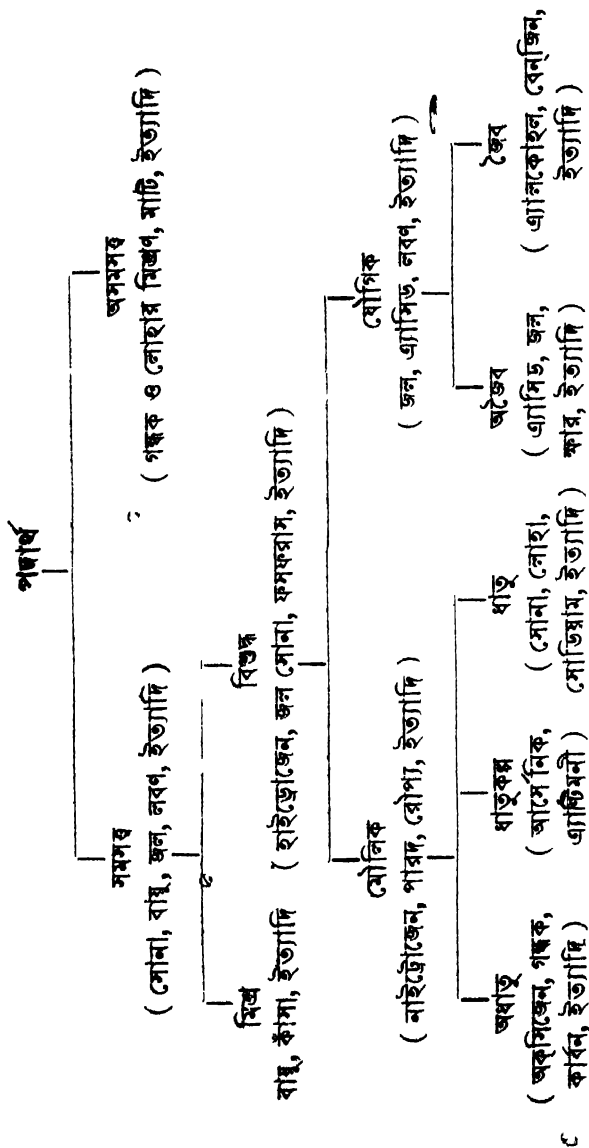 পদার্থ
সমসত্ত্ব
অসমসত্ত্ব
( সোনা, বায়ু, জল, লবণ, ইত্যাদি )
( গন্ধক ও লোহার মিশ্রণ, মাটি, ইত্যাদি )
মিশ্র
বিশুদ্ধ
বায়ু, কাঁসা, ইত্যাদি
( হাইড্রোজেন, জল সোনা, ফসফরাস, ইত্যাদি )
মৌলিক
যৌগিক
( নাইট্রোজেন, পারদ, রৌপ্য, ইত্যাদি )
( জল, এ্যাসিড, লবণ, ইত্যাদি )
অধাতু
ধাতুকল্প
ধাতু
অজৈব
জৈব
( অক্সিজেন, গন্ধক,
কার্বন, ইত্যাদি )
( আর্সেনিক,
এ্যান্টিমনী )
( সোনা, লোহা,
সোডিয়াম, ইত্যাদি )
( এ্যাসিড, জল,
ক্ষার, ইত্যাদি )
( এ্যালকোহল, বেন্‌জিন,
ইত্যাদি )